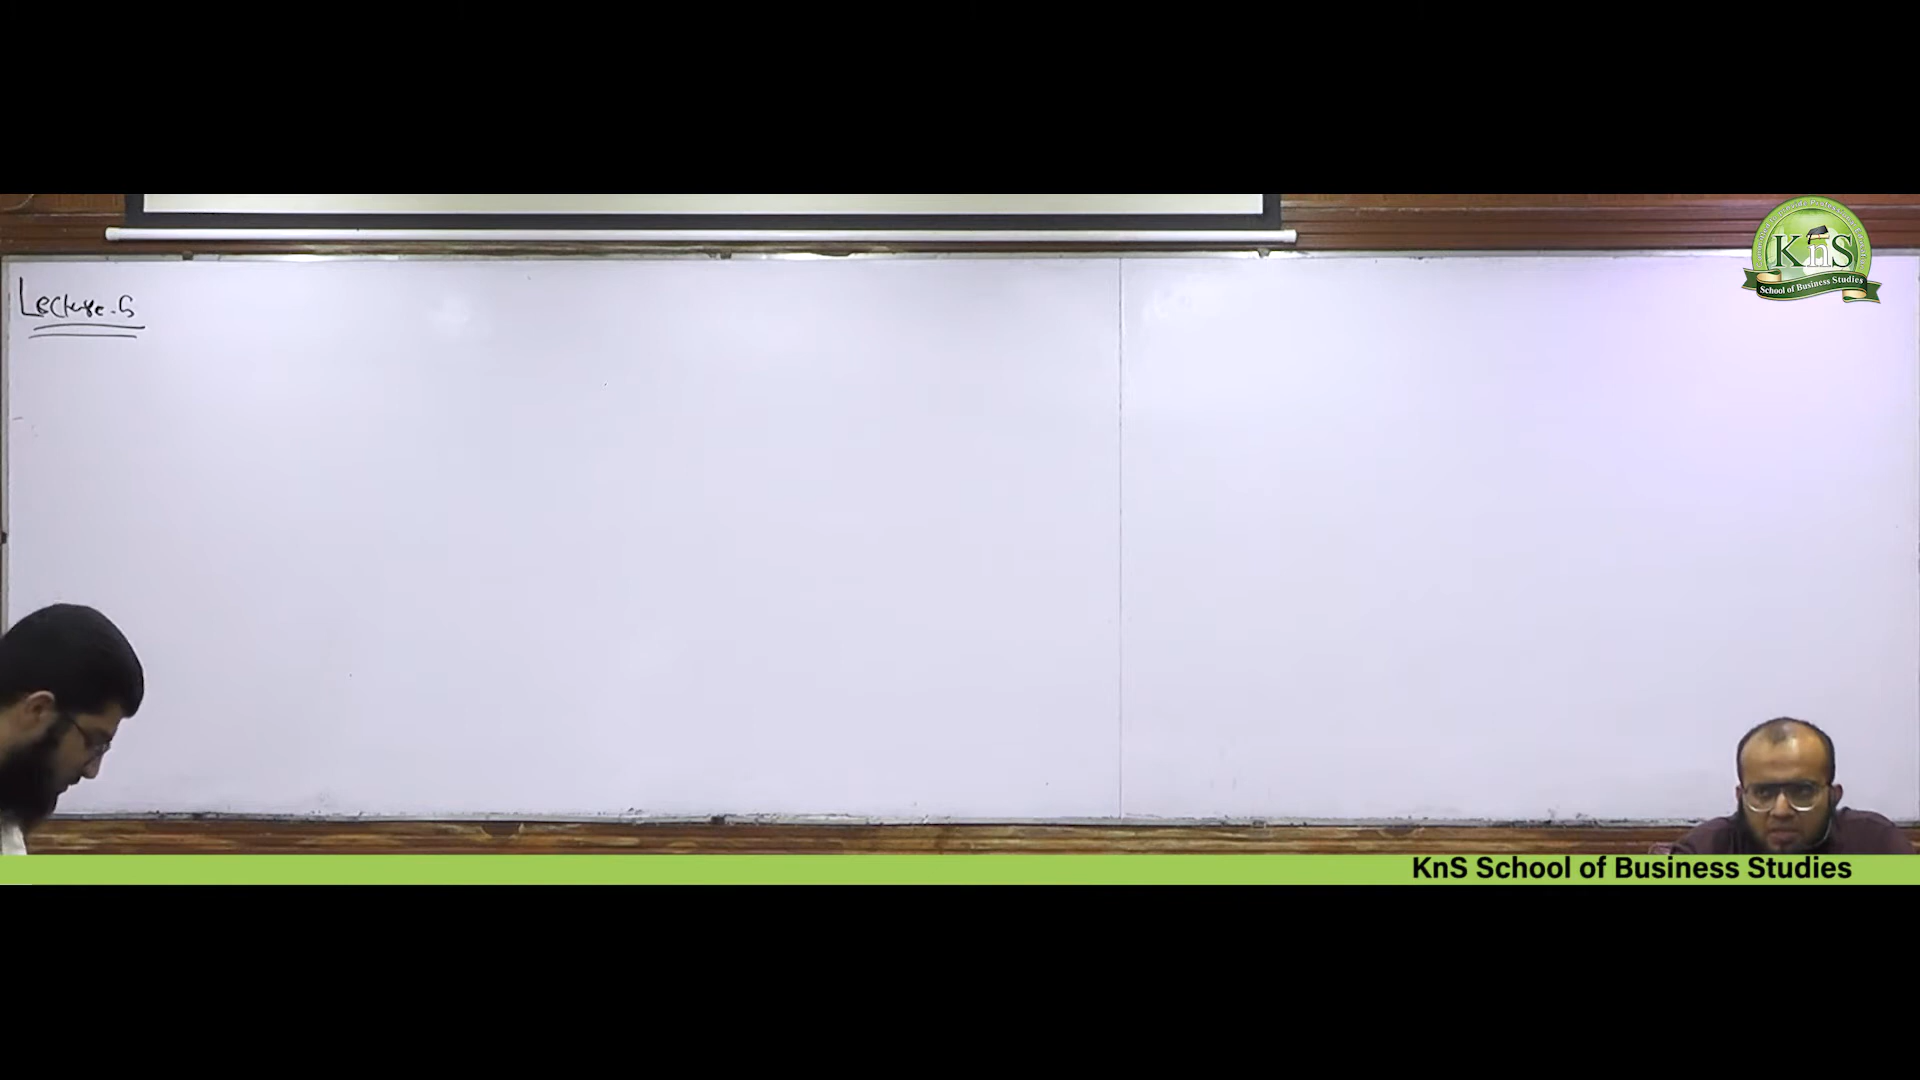 Lecture-5
KnS
School of Business Studies
KnS School of Business Studies